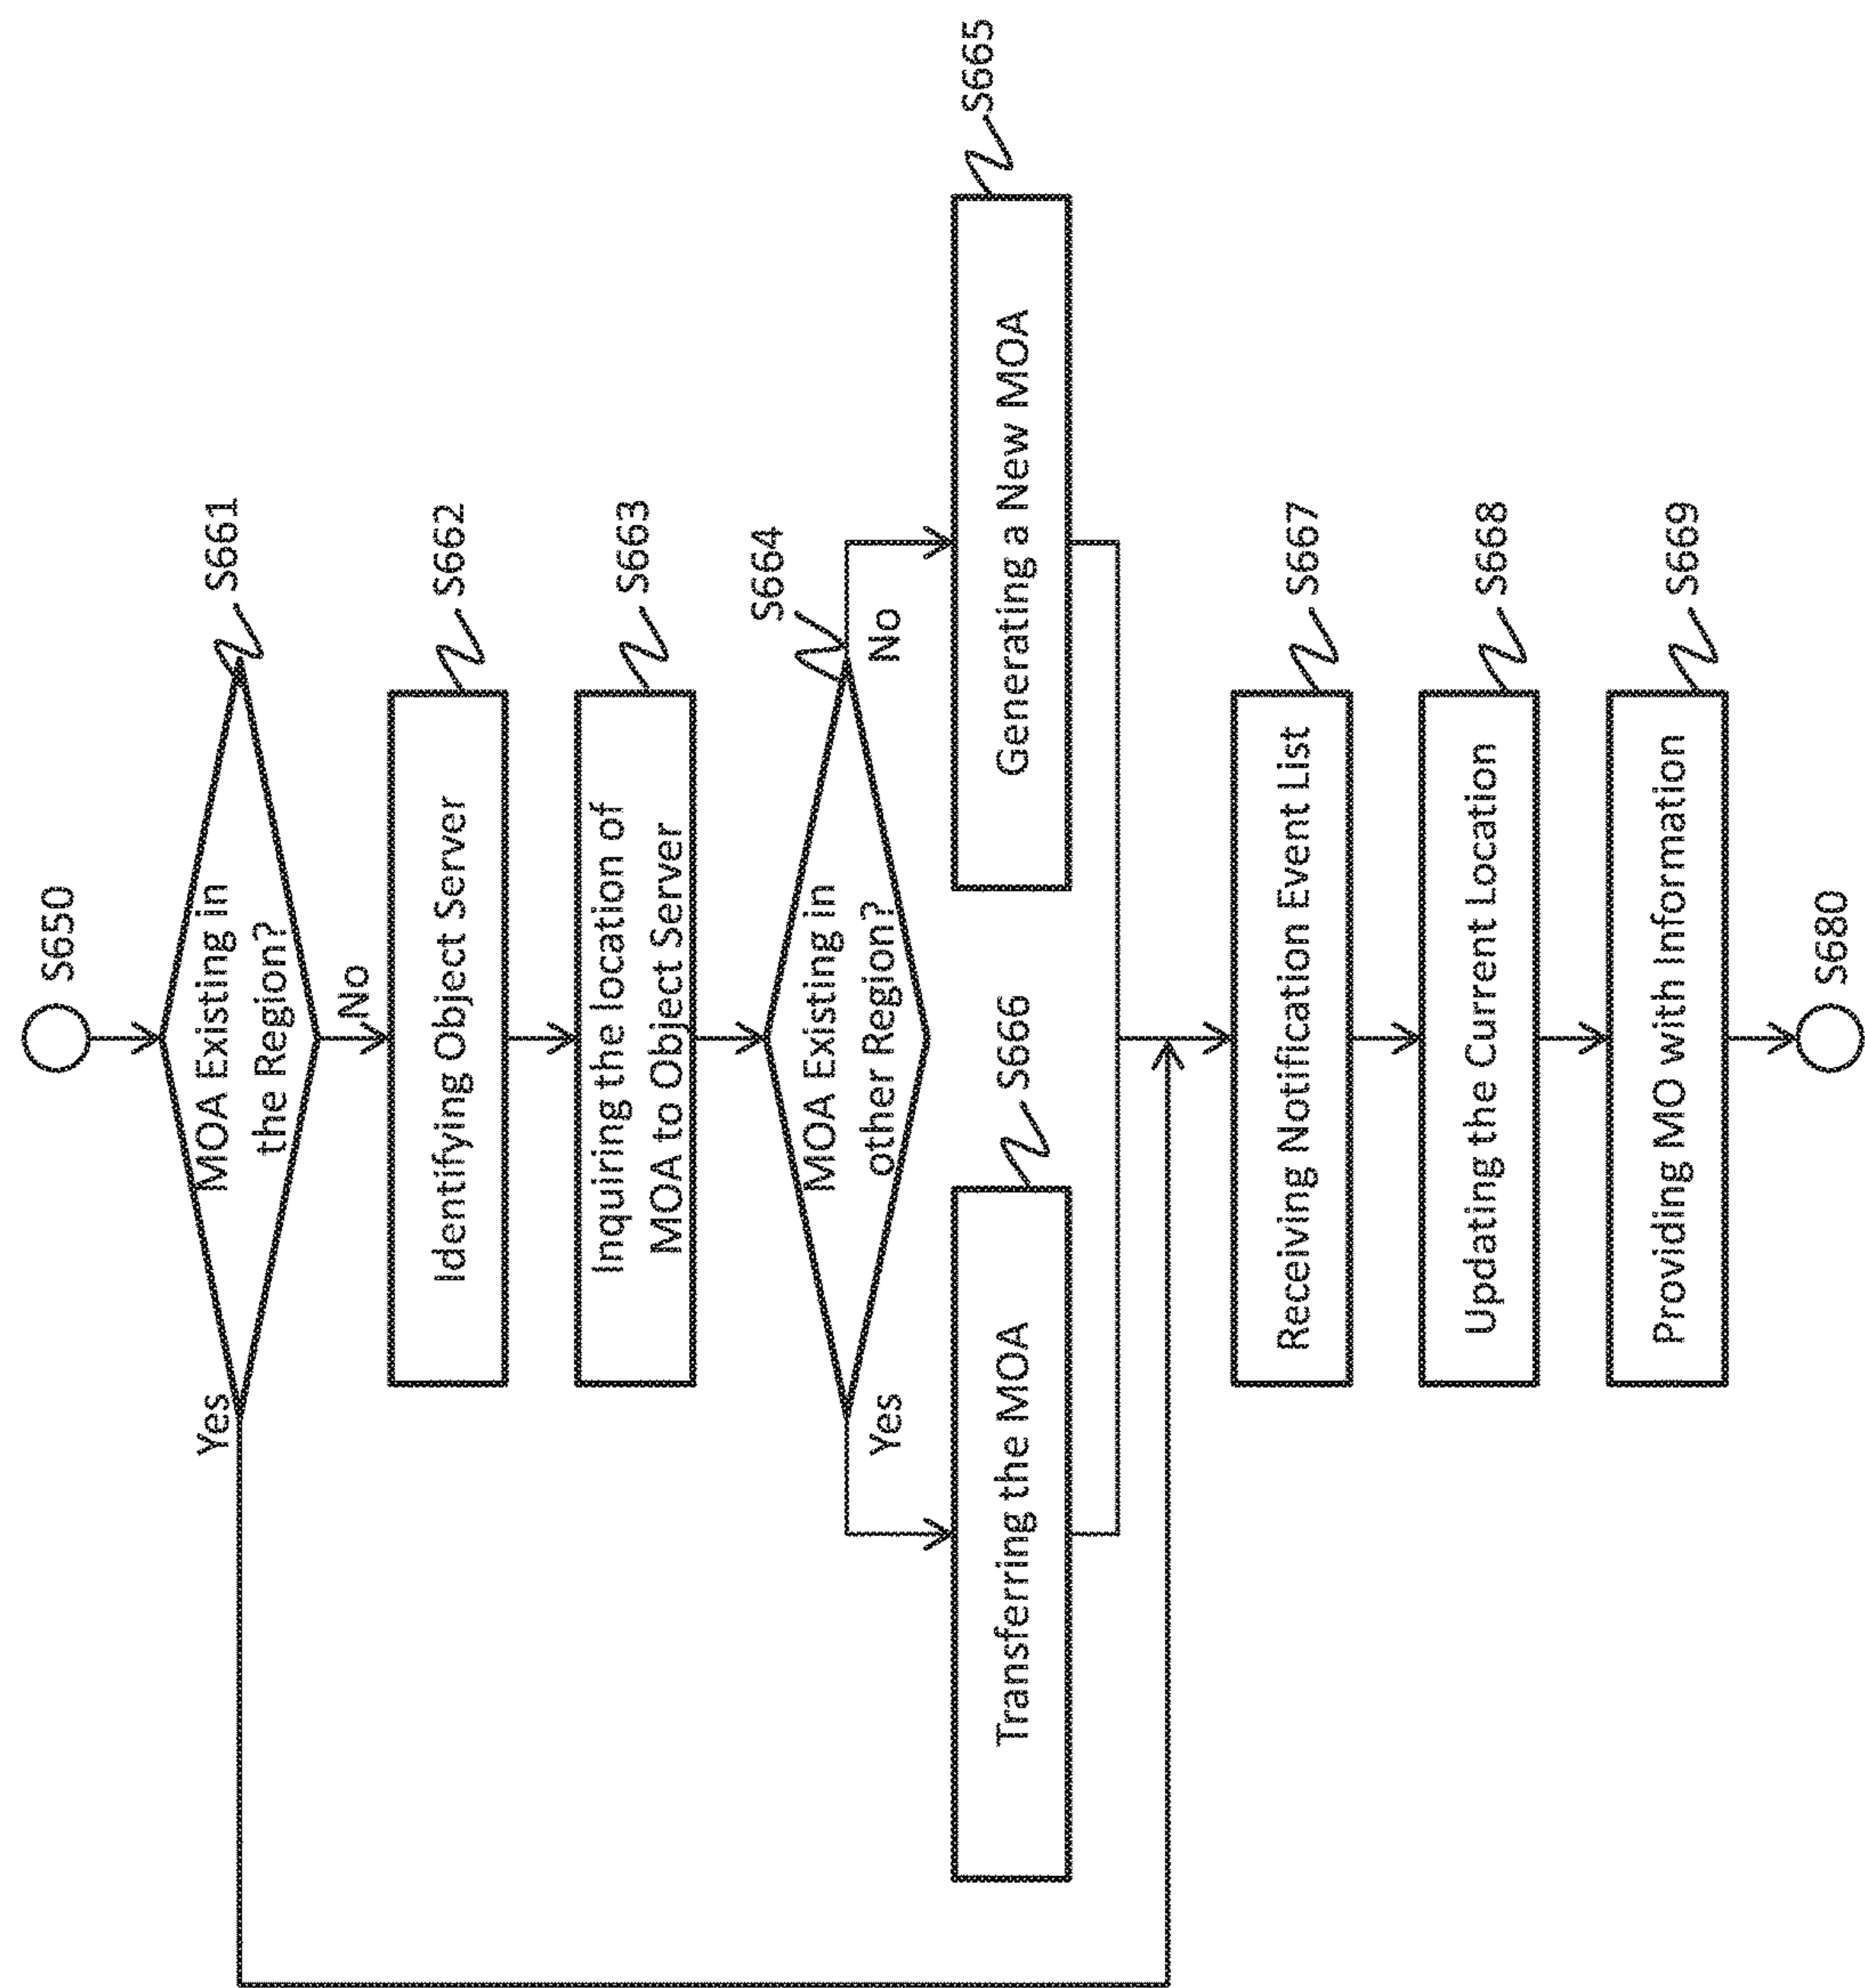 S650
MOA Existing in
the Region?
S661
Yes
No
Identifying Object Server
S662
Inquiring the location of
MOA to Object Server
S663
MOA Existing in
other Region?
S664
Yes
No
Transferring the MOA
S666
Generating a New MOA
S665
Receiving Notification Event List
S667
Updating the Current Location
S668
Providing MO with Information
S669
S680